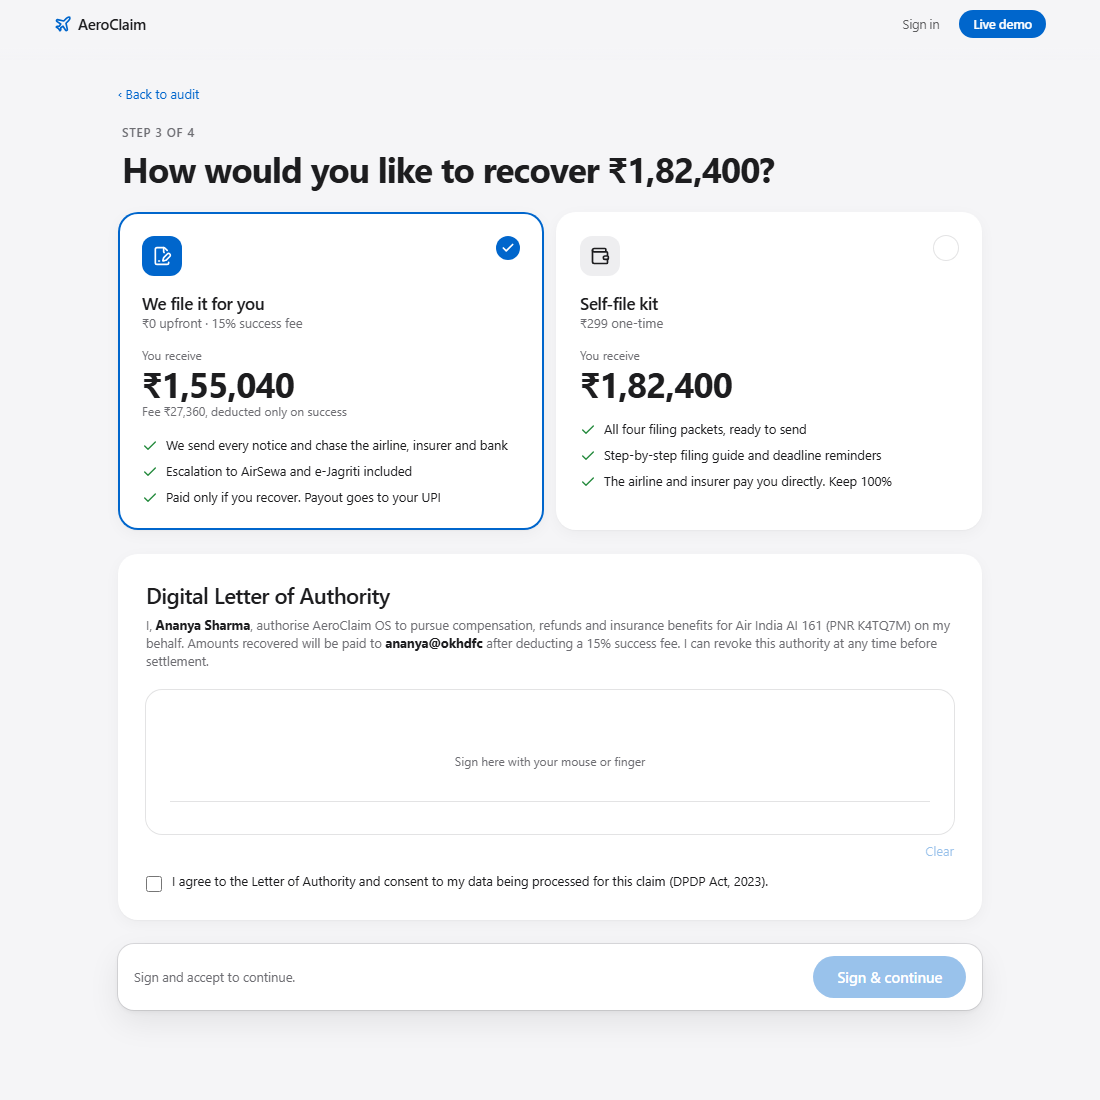 AeroClaim
Sign in
Live demo
‹ Back to audit
STEP 3 OF 4
How would you like to recover ₹1,82,400?
We file it for you
₹0 upfront · 15% success fee
You receive
₹1,55,040
Fee ₹27,360, deducted only on success
We send every notice and chase the airline, insurer and bank
Escalation to AirSewa and e-Jagriti included
Paid only if you recover. Payout goes to your UPI
Self-file kit
₹299 one-time
You receive
₹1,82,400
All four filing packets, ready to send
Step-by-step filing guide and deadline reminders
The airline and insurer pay you directly. Keep 100%
Digital Letter of Authority
I, Ananya Sharma, authorise AeroClaim OS to pursue compensation, refunds and insurance benefits for Air India AI 161 (PNR K4TQ7M) on my
behalf. Amounts recovered will be paid to ananya@okhdfc after deducting a 15% success fee. I can revoke this authority at any time before
settlement.
Sign here with your mouse or finger
Clear
I agree to the Letter of Authority and consent to my data being processed for this claim (DPDP Act, 2023).
Sign and accept to continue.
Sign & continue